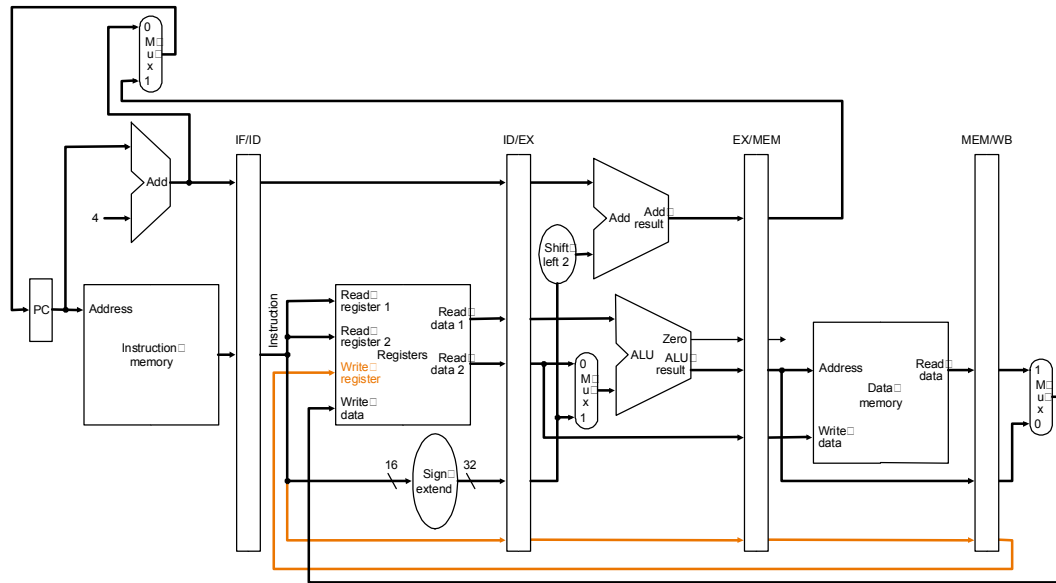 0
M
u
x
1
IF/ID
ID/EX
EX/MEM
MEM/WB
Add
4
Add
Add
result
Shift
left 2
PC
Address
Instruction
memory
Instruction
Read
register 1
Read
register 2
Write
register
Write
data
Registers
Read
data 1
Read
data 2
0
M
u
x
1
Zero
ALU
ALU
result
Address
Read
data
Data
memory
Write
data
1
M
u
x
0
16
Sign
extend
32